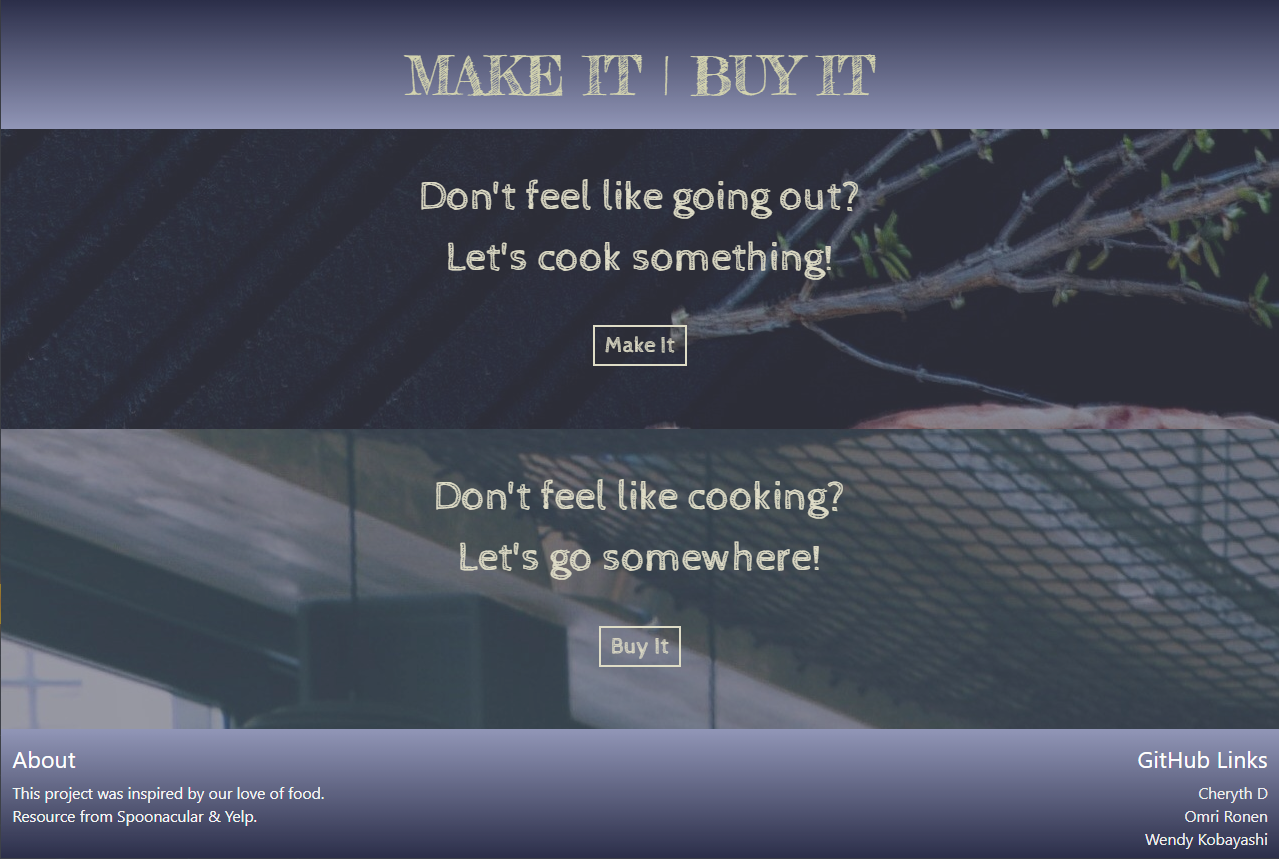 MAKE IT | BUY IT
Don't feel like going out?
Let's cook something!
Make It
Don't feel like cooking?
Let's go somewhere!
Buy It
About
This project was inspired by our love of food.
Resource from Spoonacular & Yelp.
GitHub Links
Cheryth D
Omri Ronen
Wendy Kobayashi